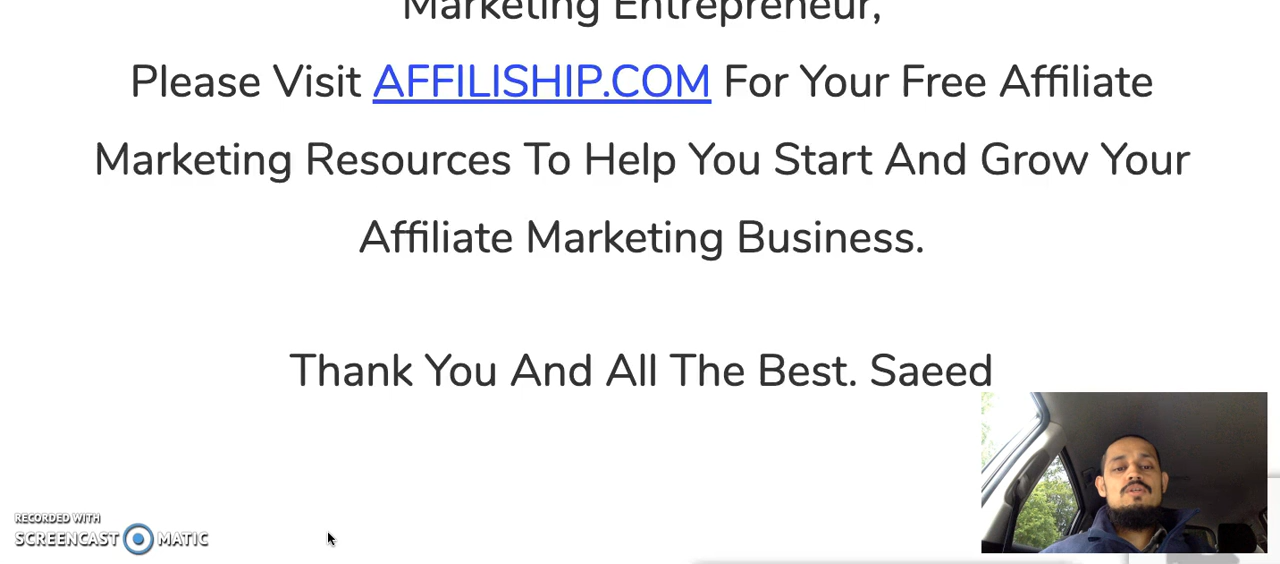 Marketing Entrepreneur,
Please Visit AFFILISHIP.COM For Your Free Affiliate
Marketing Resources To Help You Start And Grow Your
Affiliate Marketing Business.
Thank You And All The Best. Saeed
RECORDED WITH
SCREENCAST MATIC